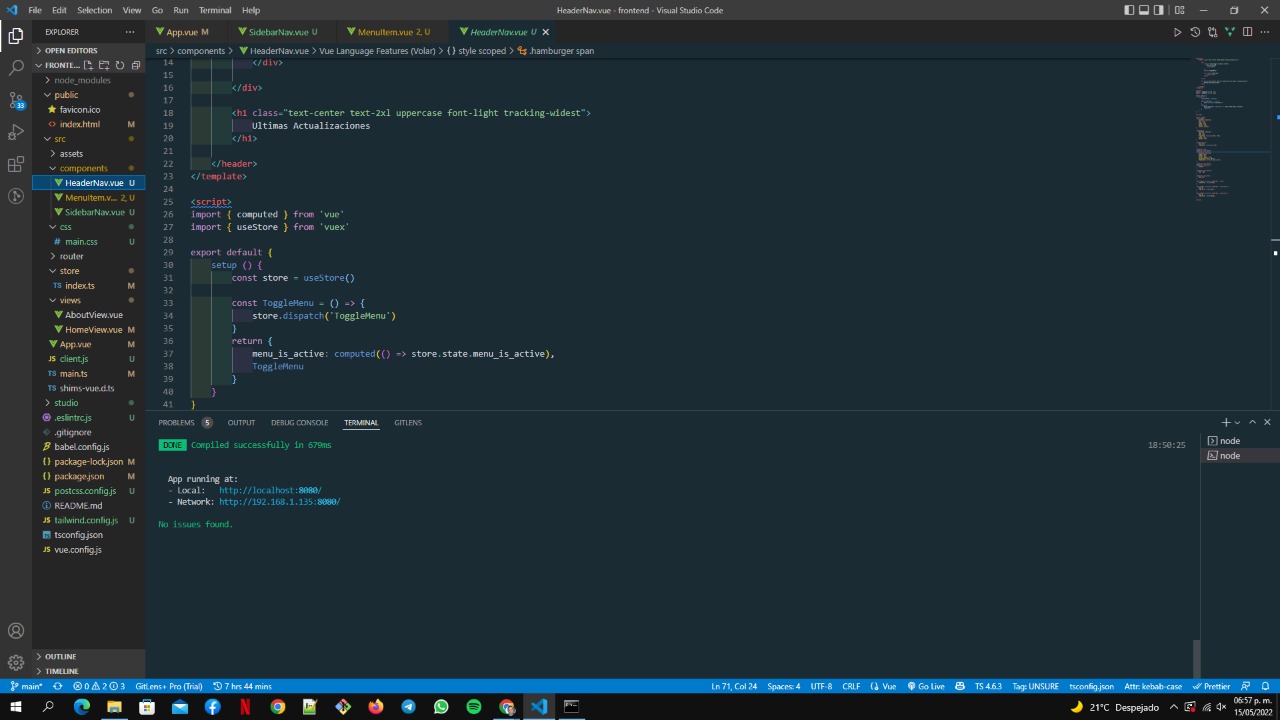 File Edit Selection View Go Run Terminal Help
HeaderNav.vue - frontend - Visual Studio Code
EXPLORER
OPEN EDITORS
FRONTE...
node_modules
public
favicon.ico
index.html M
src
assets
components
HeaderNav.vue U
MenuItem.v... 2, U
SidebarNav.vue U
css
main.css U
router
store
TS index.ts M
views
AboutView.vue
HomeView.vue M
App.vue M
JS client.js U
TS main.ts M
TS shims-vue.d.ts
studio
.eslintrc.js U
.gitignore
babel.config.js
package-lock.json M
package.json M
postcss.config.js U
README.md
JS tailwind.config.js U
tsconfig.json
JS vue.config.js
OUTLINE
TIMELINE
33
App.vue M
SidebarNav.vue U
MenuItem.vue 2, U
HeaderNav.vue U
src > components > HeaderNav.vue > Vue Language Features (Volar) > {} style scoped > .hamburger span
14 </div>
15
16 </div>
17
18 <h1 class="text-center text-2xl uppercase font-light tracking-widest">
19 Ultimas Actualizaciones
20 </h1>
21
22 </header>
23 </template>
24
25 <script>
26 import { computed } from 'vue'
27 import { useStore } from 'vuex'
28
29 export default {
30 setup () {
31 const store = useStore()
32
33 const ToggleMenu = () => {
34 store.dispatch('ToggleMenu')
35 }
36 return {
37 menu_is_active: computed(() => store.state.menu_is_active),
38 ToggleMenu
39 }
40 }
41 }
PROBLEMS 5 OUTPUT DEBUG CONSOLE TERMINAL GITLENS
DONE Compiled successfully in 679ms 18:50:25
App running at:
- Local: http://localhost:8080/
- Network: http://192.168.1.135:8080/
No issues found.
node
node
main* 0 2 3 GitLens+ Pro (Trial) 7 hrs 44 mins Ln 71, Col 24 Spaces: 4 UTF-8 CRLF Vue Go Live TS 4.6.3 Tag: UNSURE tsconfig.json Attr: kebab-case Prettier
21°C Despejado 06:57 p. m.
15/05/2022